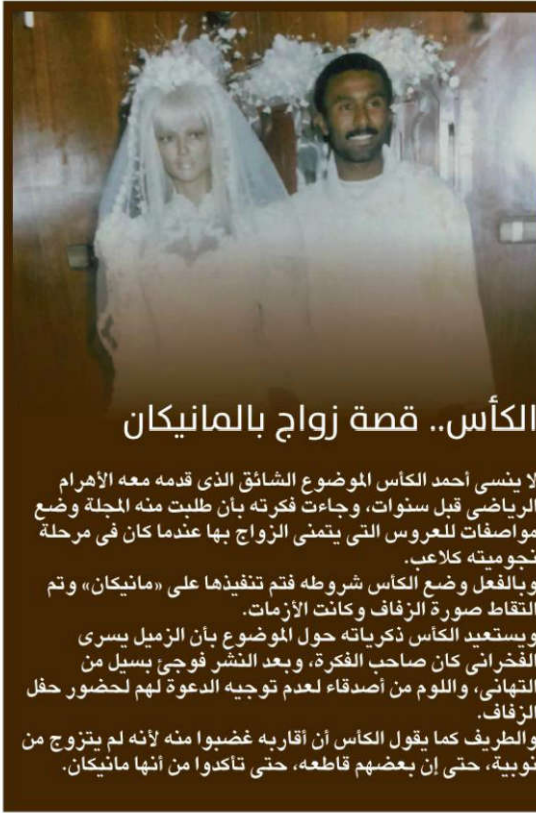 الكأس.. قصة زواج بالمانيكان
لا ينسى أحمد الكأس الموضوع الشائق الذى قدمه معه الأهرام
الرياضى قبل سنوات، وجاءت فكرته بأن طلبت منه المجلة وضع
مواصفات للعروس التى يتمنى الزواج بها عندما كان فى مرحلة
نجوميته كلاعب.
وبالفعل وضع الكأس شروطه فتم تنفيذها على «مانيكان» وتم
التقاط صورة الزفاف وكانت الأزمات.
ويستعيد الكأس ذكرياته حول الموضوع بأن الزميل يسرى
الفخرانى كان صاحب الفكرة، وبعد النشر فوجئ بسيل من
التهانى، واللوم من أصدقاء لعدم توجيه الدعوة لهم لحضور حفل
الزفاف.
والطريف كما يقول الكأس أن أقاربه غضبوا منه لأنه لم يتزوج من
نوبية، حتى إن بعضهم قاطعه، حتى تأكدوا من أنها مانيكان.